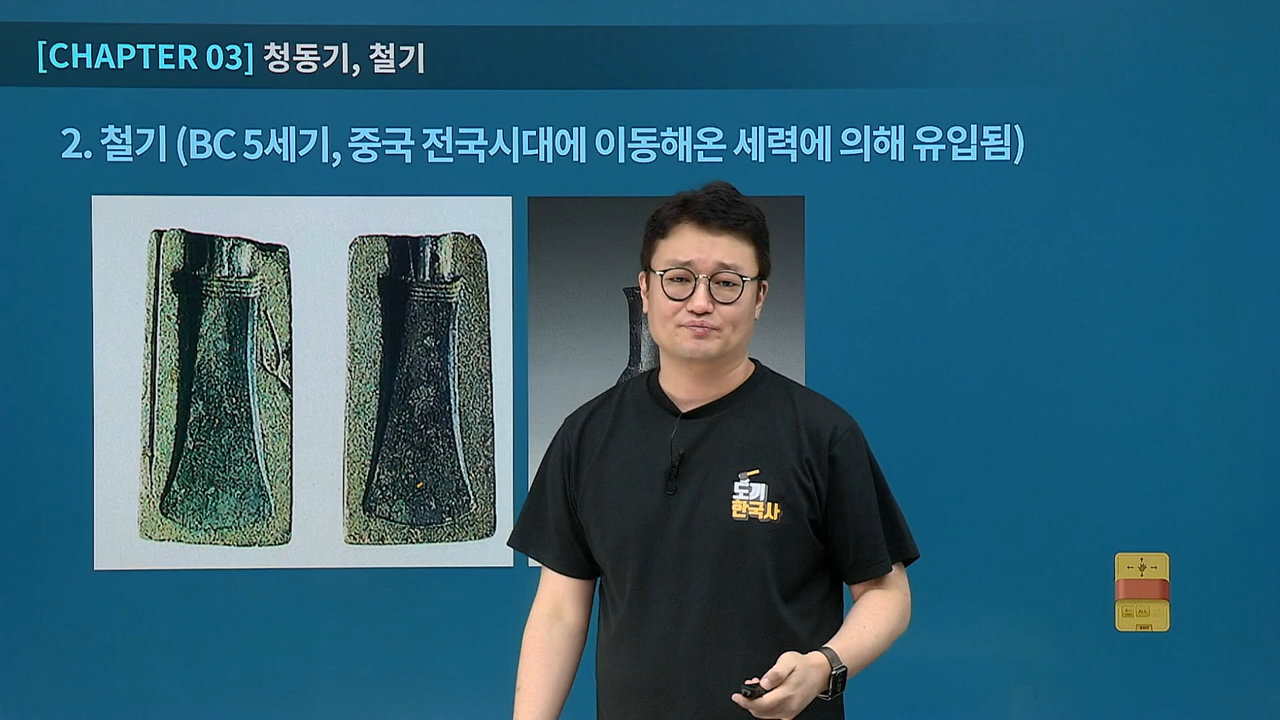 [CHAPTER 03] 청동기, 철기
2. 철기 (BC 5세기, 중국 전국시대에 이동해온 세력에 의해 유입됨)
도끼
한국사
ALL